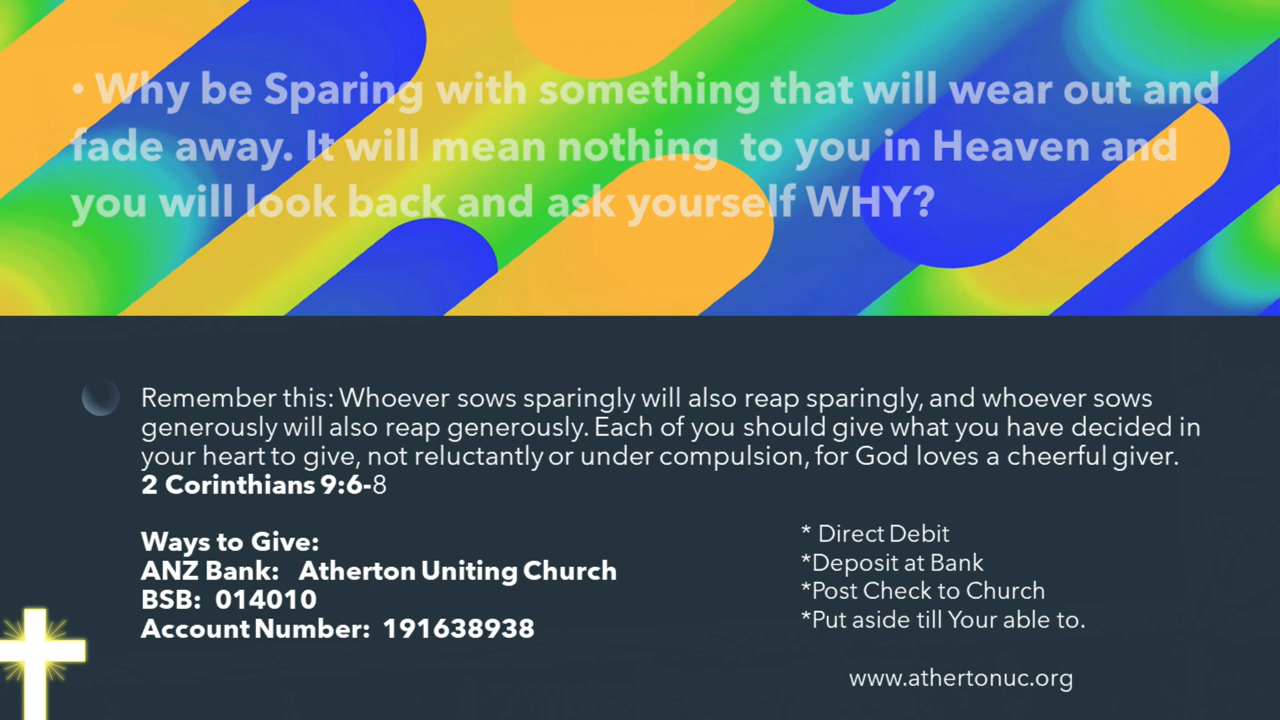 • Why be Sparing with something that will wear out and
fade away. It will mean nothing to you in Heaven and
you will look back and ask yourself WHY?
Remember this: Whoever sows sparingly will also reap sparingly, and whoever sows
generously will also reap generously. Each of you should give what you have decided in
your heart to give, not reluctantly or under compulsion, for God loves a cheerful giver.
2 Corinthians 9:6-8
Ways to Give:
ANZ Bank: Atherton Uniting Church
BSB: 014010
Account Number: 191638938
* Direct Debit
*Deposit at Bank
*Post Check to Church
*Put aside till Your able to.
www.athertonuc.org